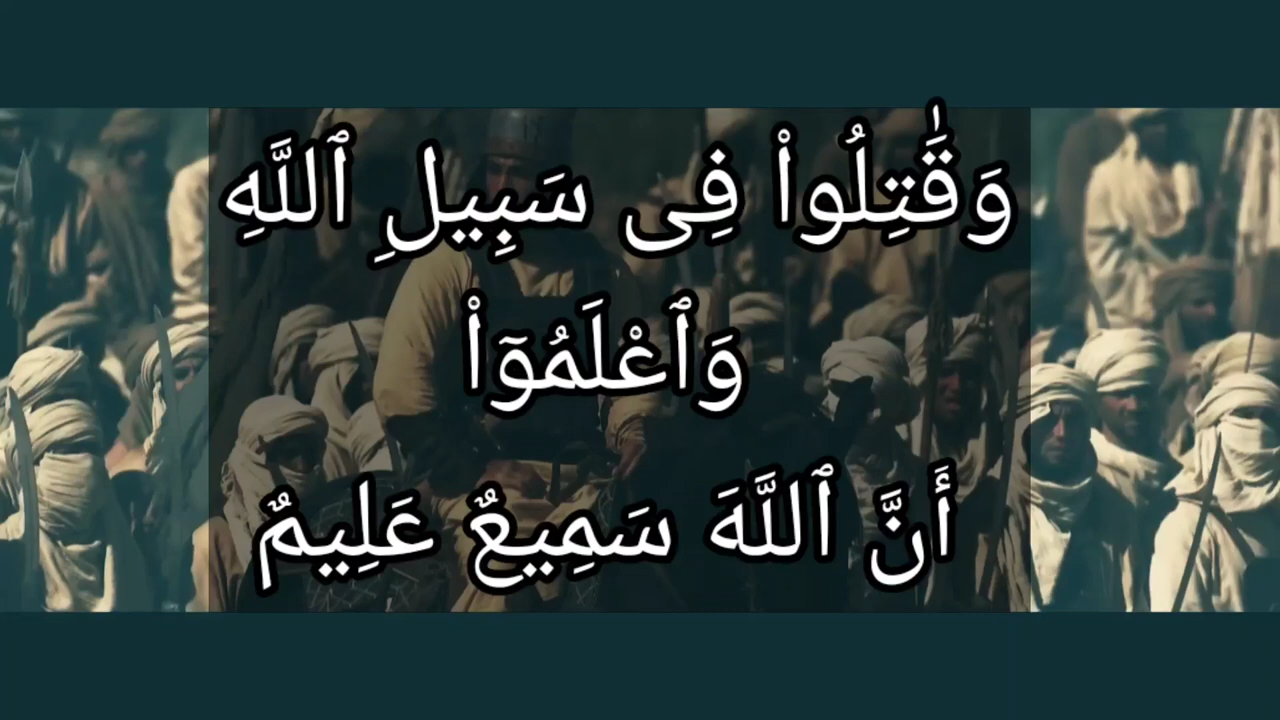 وَقَٰتِلُوا۟ فِى سَبِيلِ ٱللَّهِ
وَٱعْلَمُوٓا۟
أَنَّ ٱللَّهَ سَمِيعٌ عَلِيمٌ